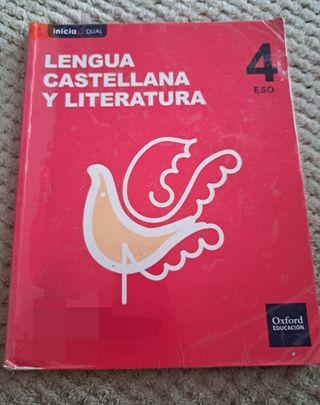 inicia DUAL
LENGUA
CASTELLANA
Y LITERATURA
4
ESO
Oxford
EDUCACIÓN